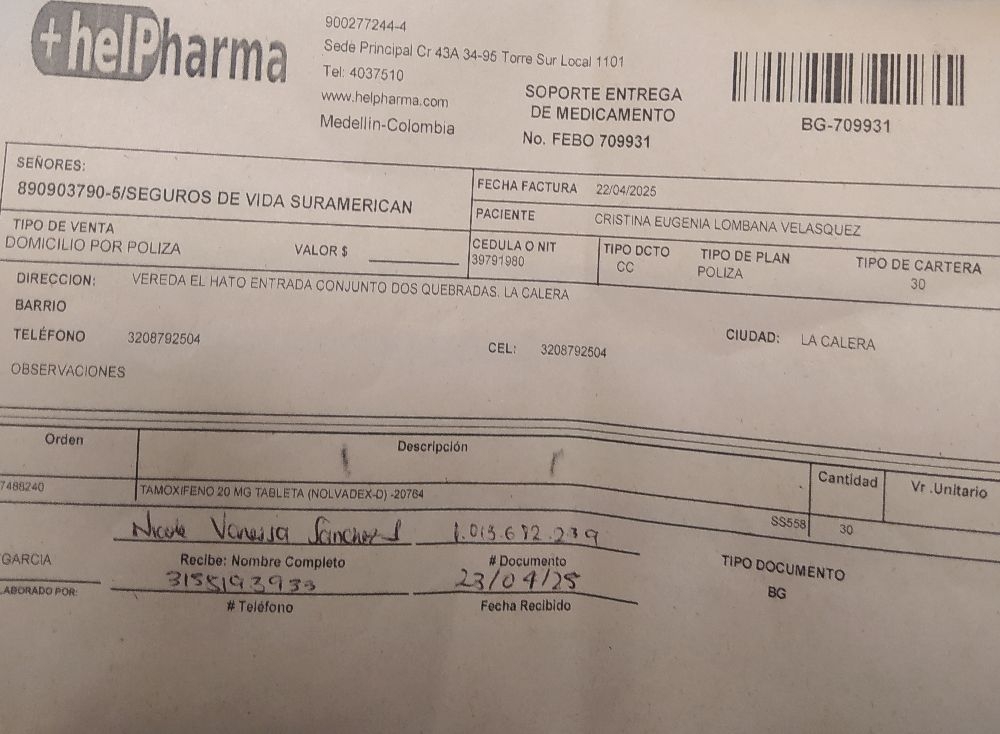 +helPharma
900277244-4
Sede Principal Cr 43A 34-95 Torre Sur Local 1101
Tel: 4037510
www.helpharma.com
Medellín-Colombia
SOPORTE ENTREGA
DE MEDICAMENTO
No. FEBO 709931
BG-709931
SEÑORES:
890903790-5/SEGUROS DE VIDA SURAMERICAN
FECHA FACTURA 22/04/2025
PACIENTE CRISTINA EUGENIA LOMBANA VELASQUEZ
TIPO DE VENTA
DOMICILIO POR POLIZA VALOR $
CEDULA O NIT
39791980
TIPO DCTO
CC
TIPO DE PLAN
POLIZA
TIPO DE CARTERA
30
DIRECCION: VEREDA EL HATO ENTRADA CONJUNTO DOS QUEBRADAS. LA CALERA
BARRIO
TELÉFONO 3208792504 CEL: 3208792504 CIUDAD: LA CALERA
OBSERVACIONES
Orden Descripción Cantidad Vr .Unitario
7488240 TAMOXIFENO 20 MG TABLETA (NOLVADEX-D) -20764 SS558 30
Nicole Vanessa Sánchez 1.013.682.239
GARCIA Recibe: Nombre Completo # Documento TIPO DOCUMENTO
3155193933 23/04/25 BG
LABORADO POR: # Teléfono Fecha Recibido